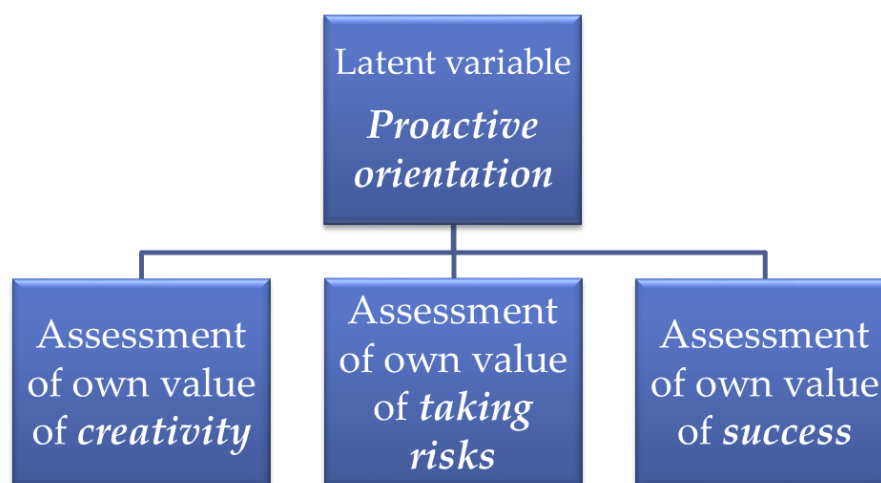 Latent variable
Proactive
orientation
Assessment
of own value
of creativity
Assessment
of own value
of taking
risks
Assessment
of own value
of success